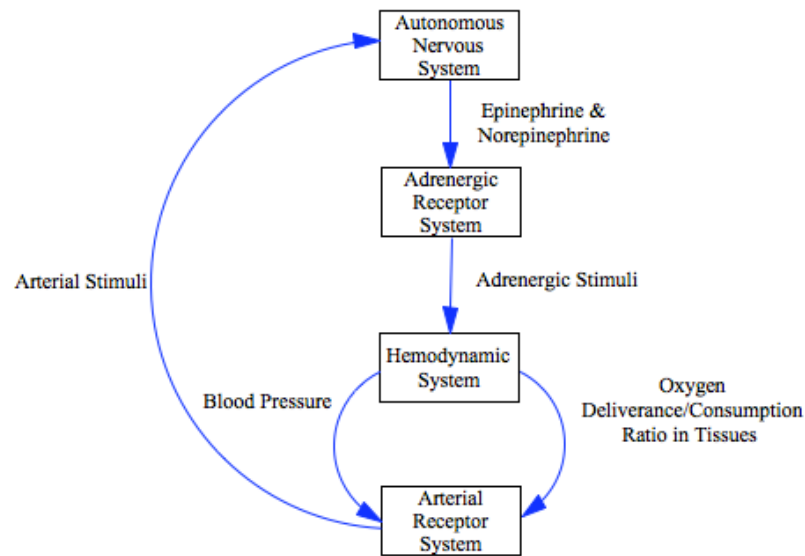 Autonomous
Nervous
System
Epinephrine &
Norepinephrine
Adrenergic
Receptor
System
Arterial Stimuli
Adrenergic Stimuli
Hemodynamic
System
Blood Pressure
Oxygen
Deliverance/Consumption
Ratio in Tissues
Arterial
Receptor
System